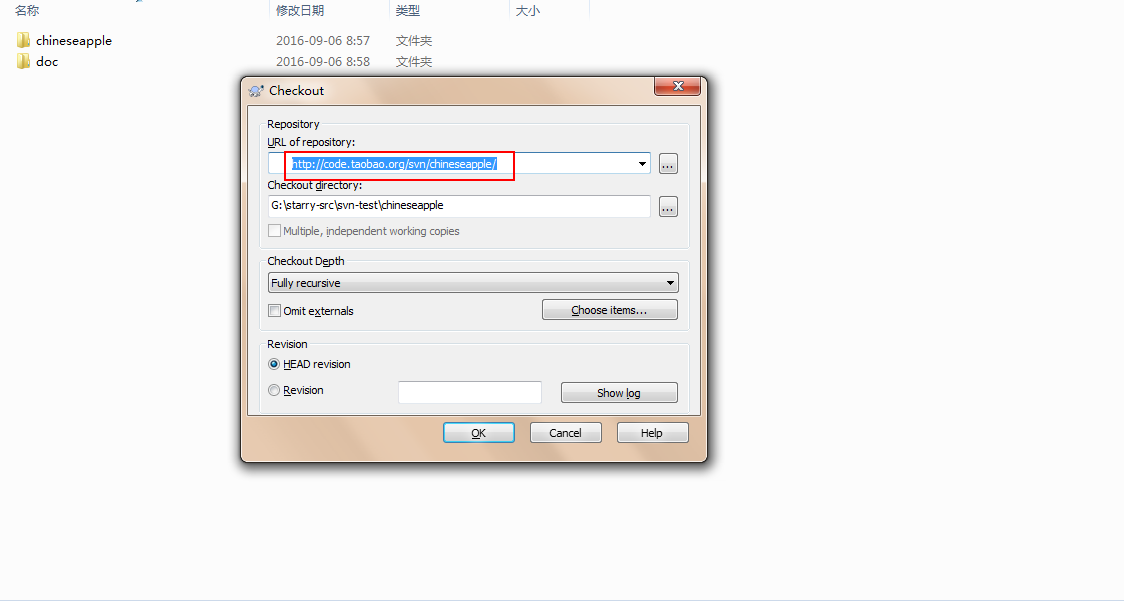 名称 修改日期 类型 大小
chineseapple 2016-09-06 8:57 文件夹
doc 2016-09-06 8:58 文件夹
Checkout
Repository
URL of repository:
http://code.taobao.org/svn/chineseapple/
...
Checkout directory:
G:\starry-src\svn-test\chineseapple
...
Multiple, independent working copies
Checkout Depth
Fully recursive
Omit externals Choose items...
Revision
HEAD revision
Revision Show log
OK Cancel Help